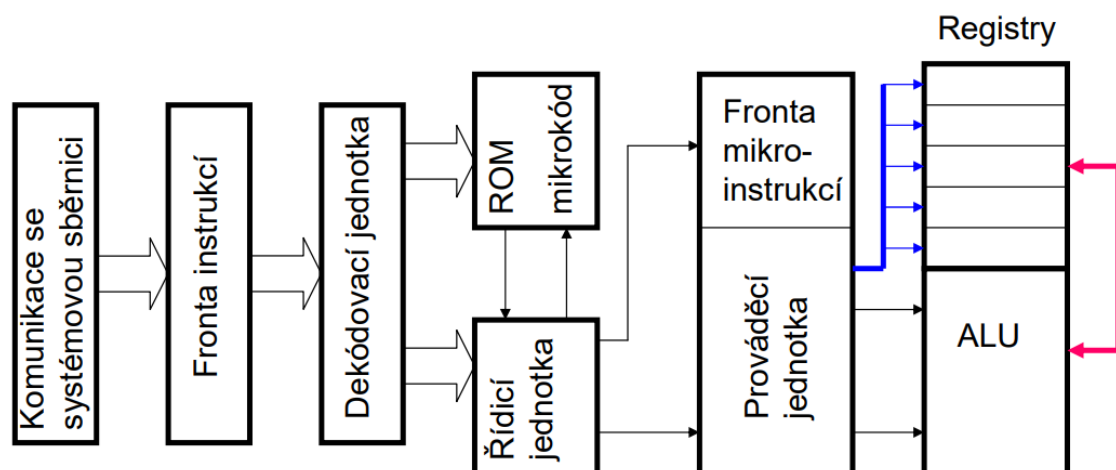 Registry
Komunikace se
systémovou sběrnici
Fronta instrukcí
Dekódovací jednotka
ROM
mikrokód
Řídicí
jednotka
Fronta
mikro-
instrukcí
Prováděcí
jednotka
ALU